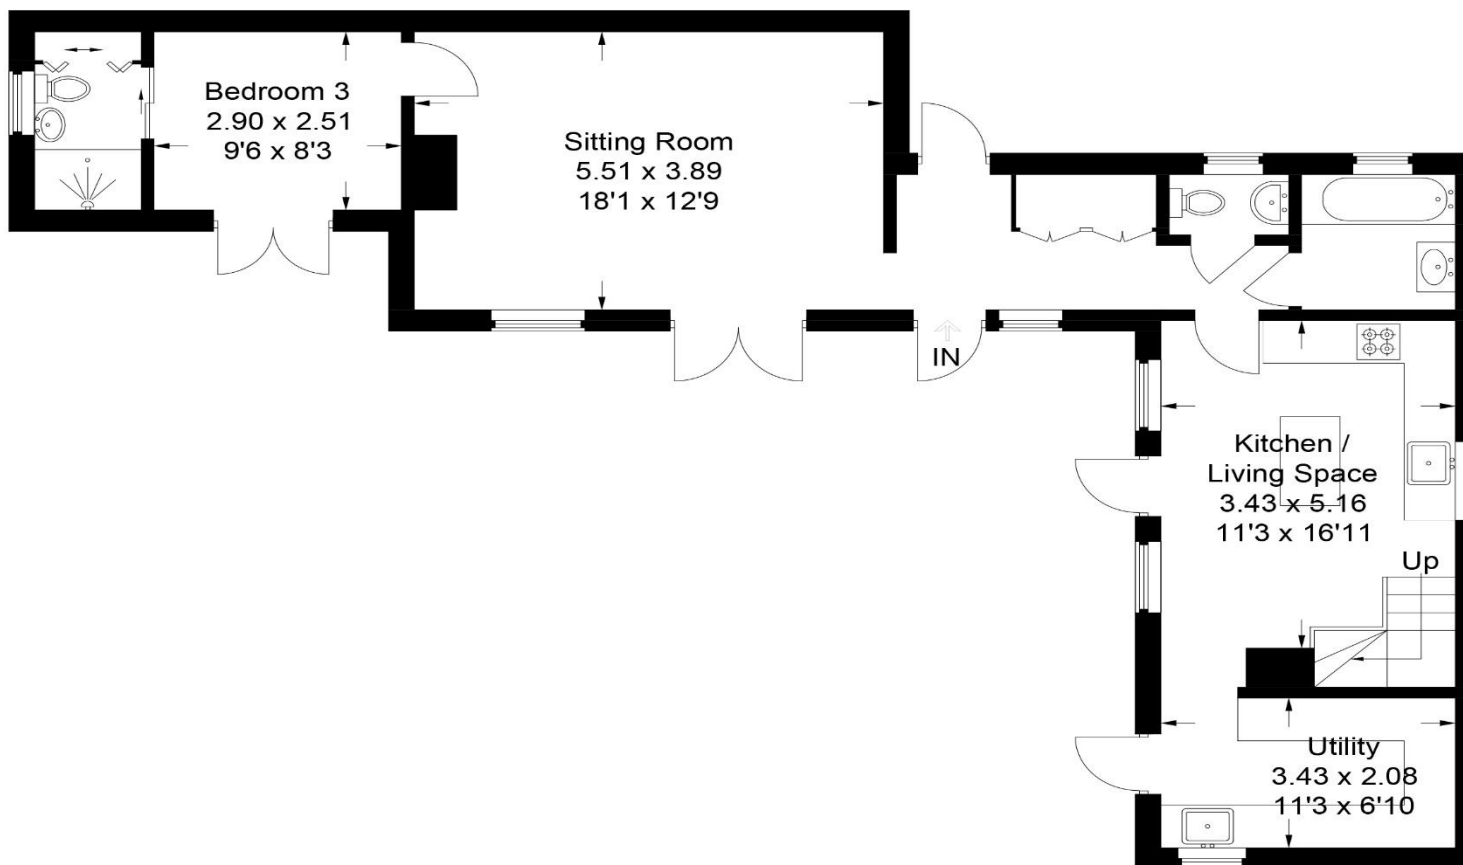 Bedroom 3
2.90 x 2.51
9'6 x 8'3
Sitting Room
5.51 x 3.89
18'1 x 12'9
IN
Kitchen /
Living Space
3.43 x 5.16
11'3 x 16'11
Up
Utility
3.43 x 2.08
11'3 x 6'10